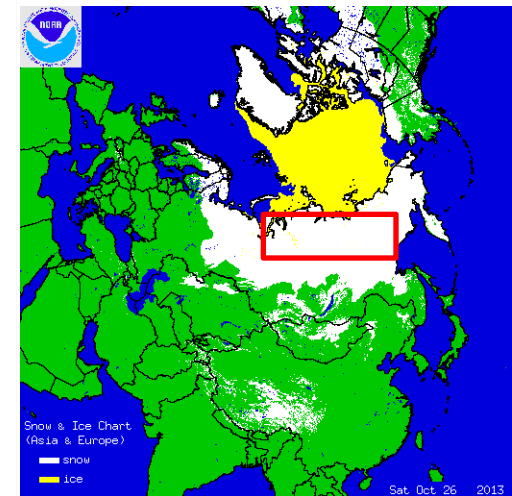 NOAA
Snow & Ice Chart
(Asia & Europe)
snow
ice
Sat Oct 26 2013